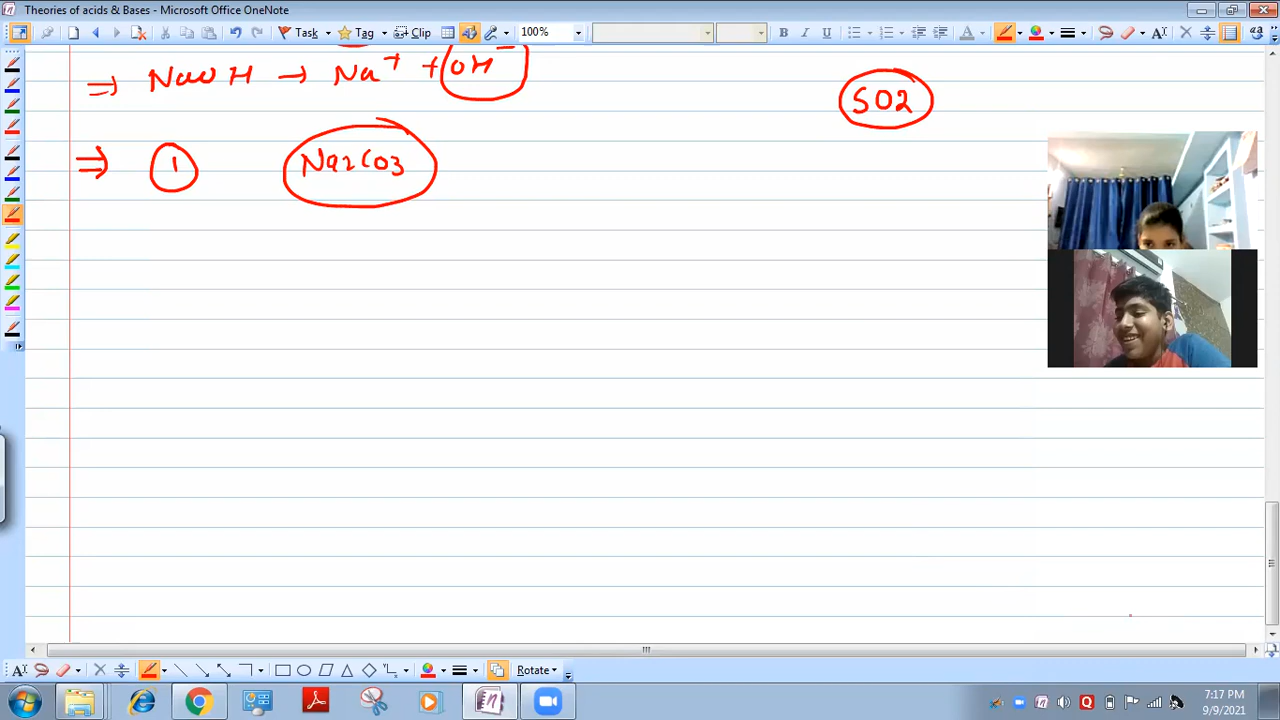 Theories of acids & Bases - Microsoft Office OneNote
Task Tag Clip 100% B I U A
⇒ NaOH → Na+ + OH−
SO2
⇒ 1 Na2CO3
Rotate
7:17 PM
9/9/2021